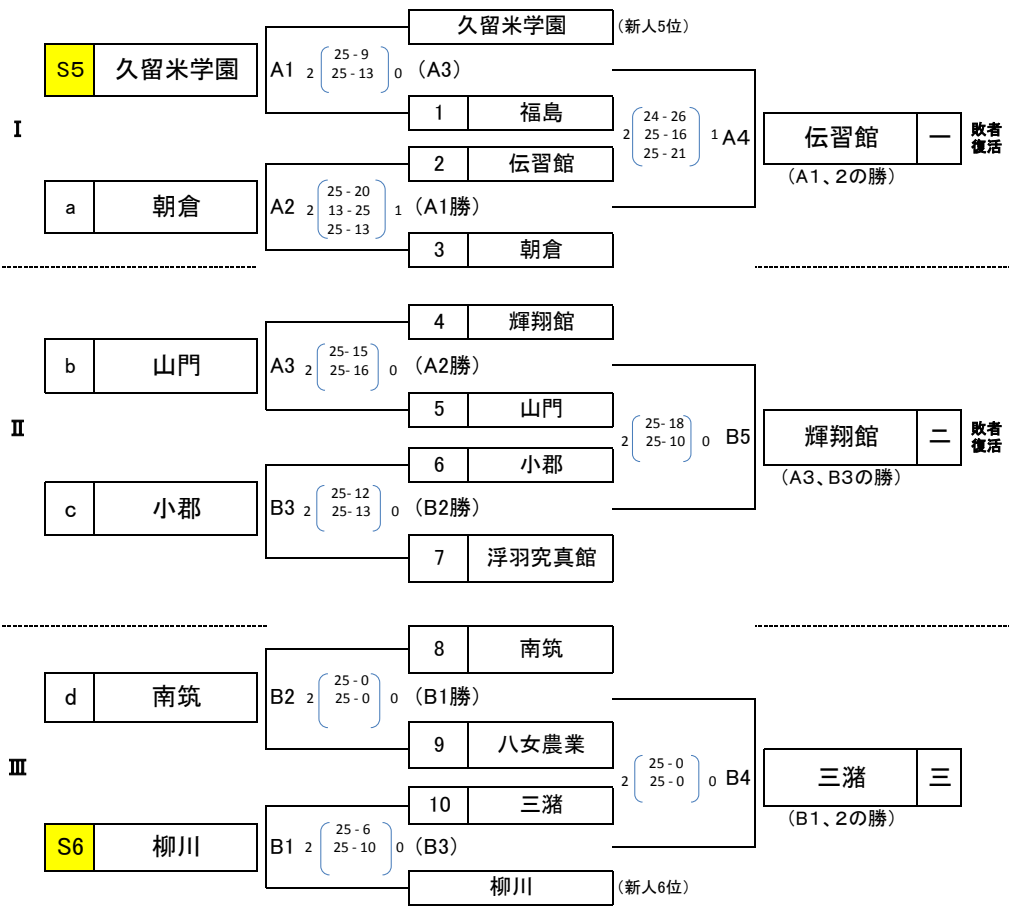 久留米学園 (新人5位)
S5 久留米学園 A1 2 25 - 9 0 (A3)
25 - 13
1 福島
Ⅰ
24 - 26
2 25 - 16 1 A4
25 - 21
伝習館 一 敗者
復活
(A1、2の勝)
2 伝習館
a 朝倉 A2 2 25 - 20 1 (A1勝)
13 - 25
25 - 13
3 朝倉
4 輝翔館
b 山門 A3 2 25- 15 0 (A2勝)
25- 16
5 山門
Ⅱ
2 25- 18 0 B5
25- 10
輝翔館 二 敗者
復活
(A3、B3の勝)
6 小郡
c 小郡 B3 2 25- 12 0 (B2勝)
25- 13
7 浮羽究真館
8 南筑
d 南筑 B2 2 25 - 0 0 (B1勝)
25 - 0
9 八女農業
Ⅲ
2 25 - 0 0 B4
25 - 0
三潴 三
(B1、2の勝)
10 三潴
S6 柳川 B1 2 25 - 6 0 (B3)
25 - 10
柳川 (新人6位)